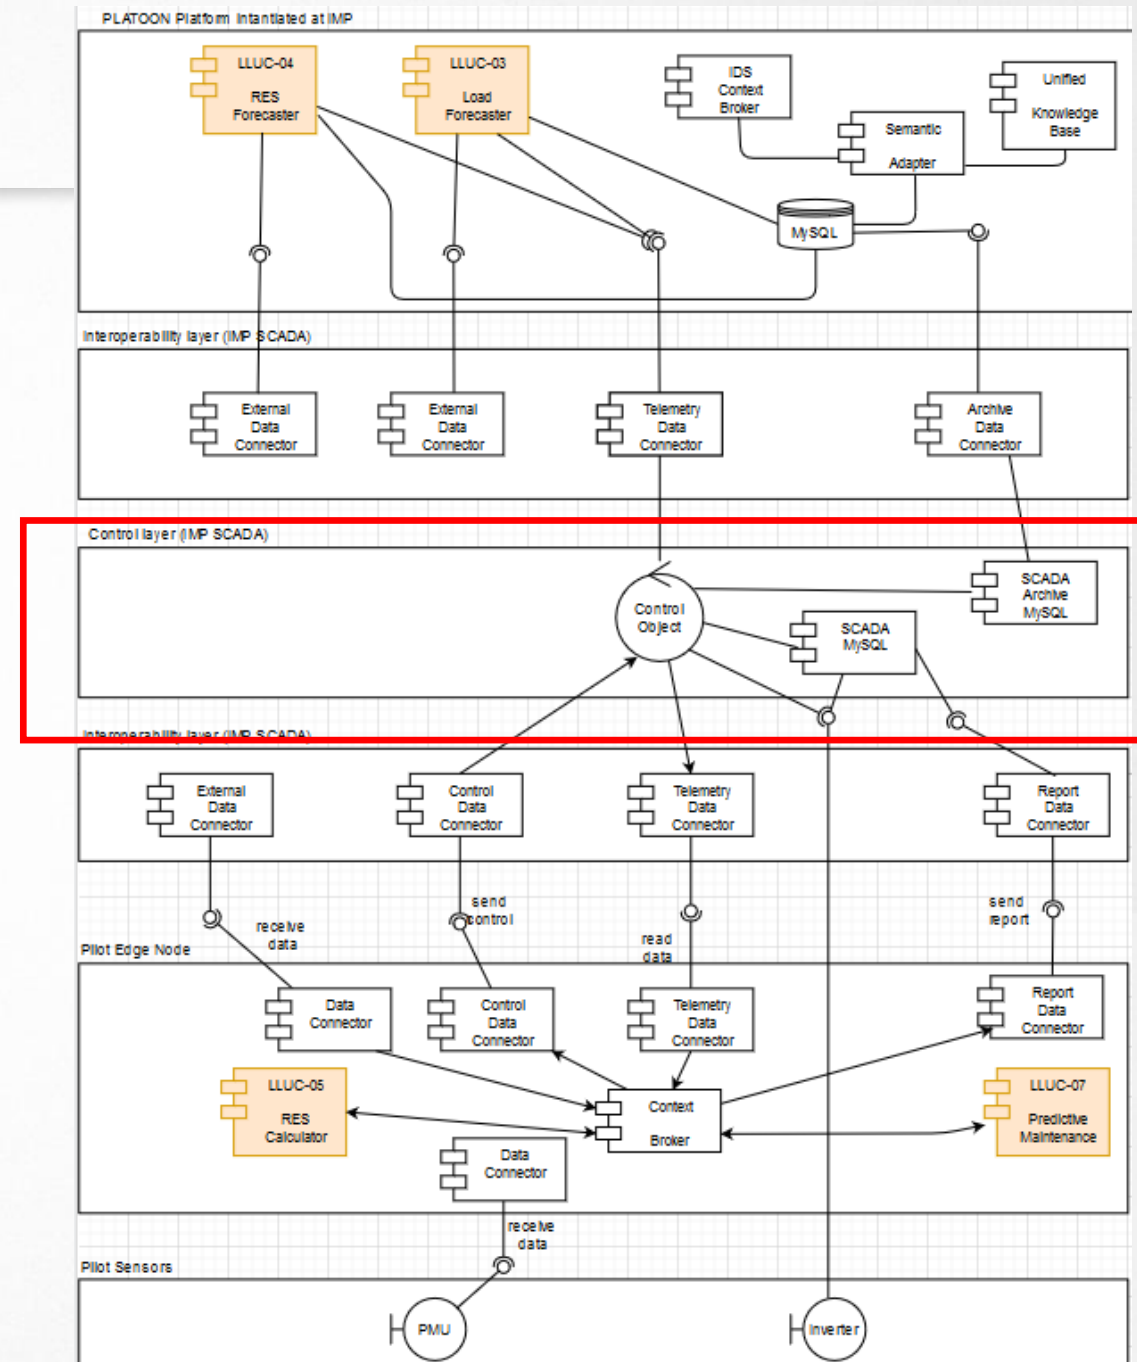 PLATOON Platform Intantiated at IMP
LLUC-04
RES
Forecaster
LLUC-03
Load
Forecaster
IDS
Context
Broker
Unified
Knowledge
Base
Semantic
Adapter
MySQL
Interoperability layer (IMP SCADA)
External
Data
Connector
External
Data
Connector
Telemetry
Data
Connector
Archive
Data
Connector
Control layer (IMP SCADA)
Control
Object
SCADA
MySQL
SCADA
Archive
MySQL
Interoperability layer (IMP SCADA)
External
Data
Connector
Control
Data
Connector
Telemetry
Data
Connector
Report
Data
Connector
receive
data
send
control
read
data
send
report
Pilot Edge Node
Data
Connector
Control
Data
Connector
Telemetry
Data
Connector
Report
Data
Connector
LLUC-05
RES
Calculator
Context
Broker
LLUC-07
Predictive
Maintenance
Data
Connector
receive
data
Pilot Sensors
PMU
Inverter